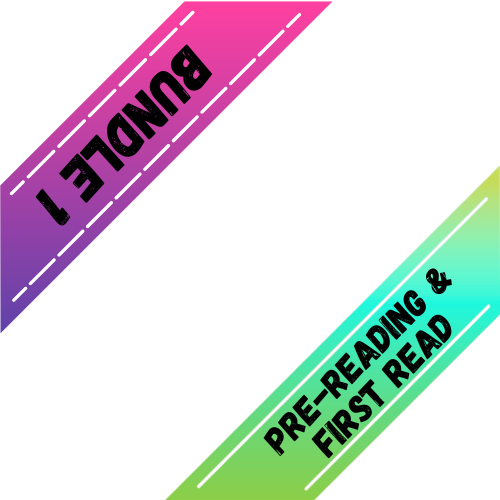 BUNDLE 1
PRE-READING &
FIRST READ